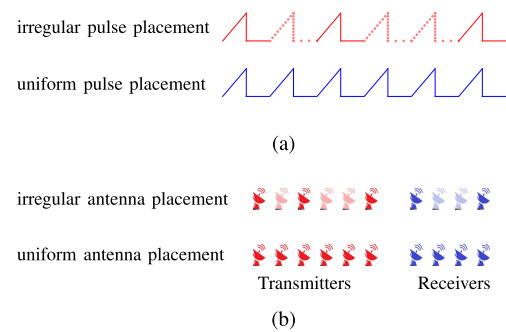 irregular pulse placement
uniform pulse placement
(a)
irregular antenna placement
uniform antenna placement
Transmitters Receivers
(b)